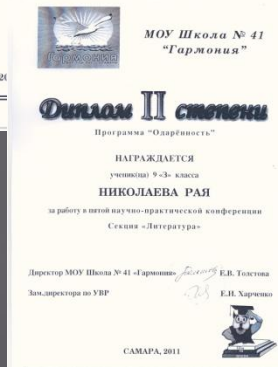 Гармония
МОУ Школа № 41
“Гармония”
Диплом II степени
Программа “Одарённость”
НАГРАЖДАЕТСЯ
ученик(ца) 9 «З» класса
НИКОЛАЕВА РАЯ
за работу в пятой научно-практической конференции
Секция «Литература»
Директор МОУ Школа № 41 «Гармония» Е.В. Толстова
Зам.директора по УВР Е.Н. Харченко
САМАРА, 2011